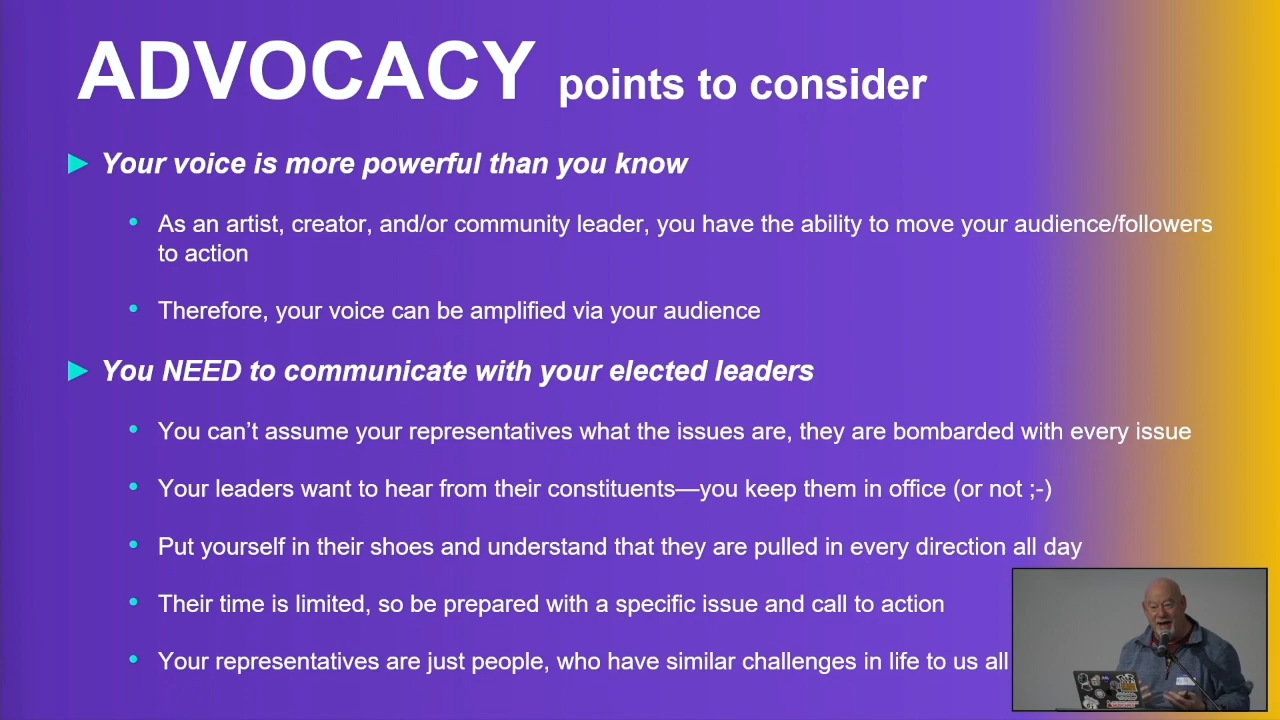 ADVOCACY points to consider
Your voice is more powerful than you know
As an artist, creator, and/or community leader, you have the ability to move your audience/followers
to action
Therefore, your voice can be amplified via your audience
You NEED to communicate with your elected leaders
You can’t assume your representatives what the issues are, they are bombarded with every issue
Your leaders want to hear from their constituents—you keep them in office (or not ;-)
Put yourself in their shoes and understand that they are pulled in every direction all day
Their time is limited, so be prepared with a specific issue and call to action
Your representatives are just people, who have similar challenges in life to us all